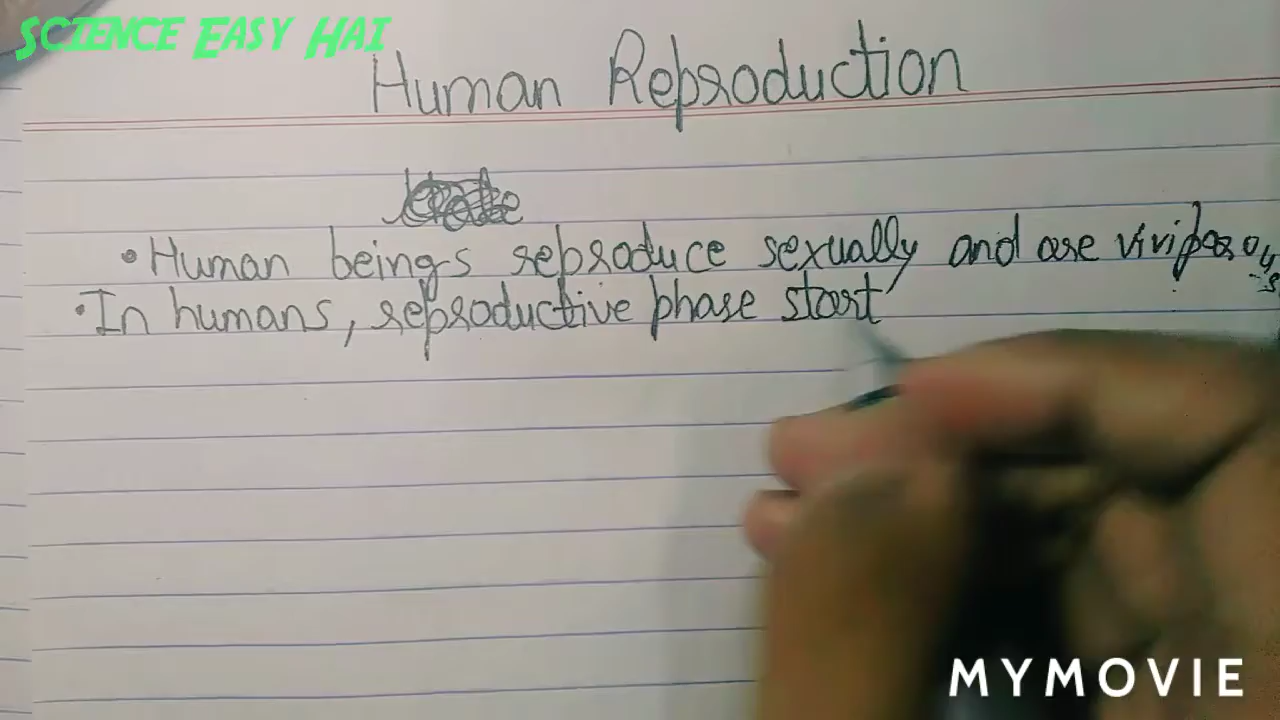 SCIENCE EASY HAI
Human Reproduction
• Human beings reproduce sexually and are viviparous
• In humans, reproductive phase start
MYMOVIE